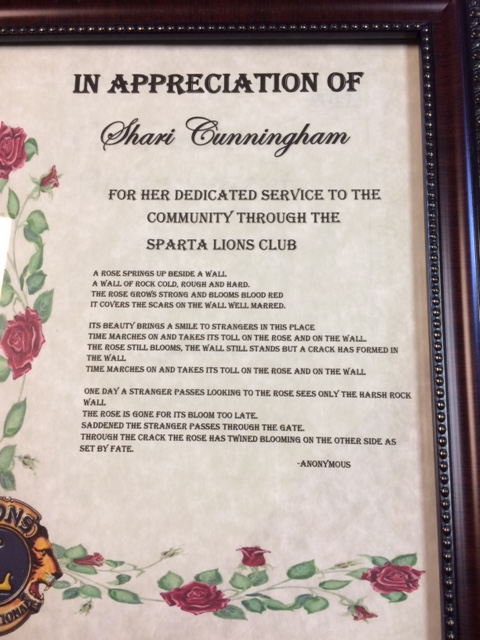 IN APPRECIATION OF
Shari Cunningham
FOR HER DEDICATED SERVICE TO THE
COMMUNITY THROUGH THE
SPARTA LIONS CLUB
A ROSE SPRINGS UP BESIDE A WALL
A WALL OF ROCK COLD, ROUGH AND HARD.
THE ROSE GROWS STRONG AND BLOOMS BLOOD RED
IT COVERS THE SCARS ON THE WALL WELL MARRED.
ITS BEAUTY BRINGS A SMILE TO STRANGERS IN THIS PLACE
TIME MARCHES ON AND TAKES ITS TOLL ON THE ROSE AND ON THE WALL.
THE ROSE STILL BLOOMS, THE WALL STILL STANDS BUT A CRACK HAS FORMED IN
THE WALL
TIME MARCHES ON AND TAKES ITS TOLL ON THE ROSE AND ON THE WALL.
ONE DAY A STRANGER PASSES LOOKING TO THE ROSE SEES ONLY THE HARSH ROCK
WALL.
THE ROSE IS GONE FOR ITS BLOOM TOO LATE.
SADDENED THE STRANGER PASSES THROUGH THE GATE.
THROUGH THE CRACK THE ROSE HAS TWINED BLOOMING ON THE OTHER SIDE AS
SET BY FATE.
-ANONYMOUS